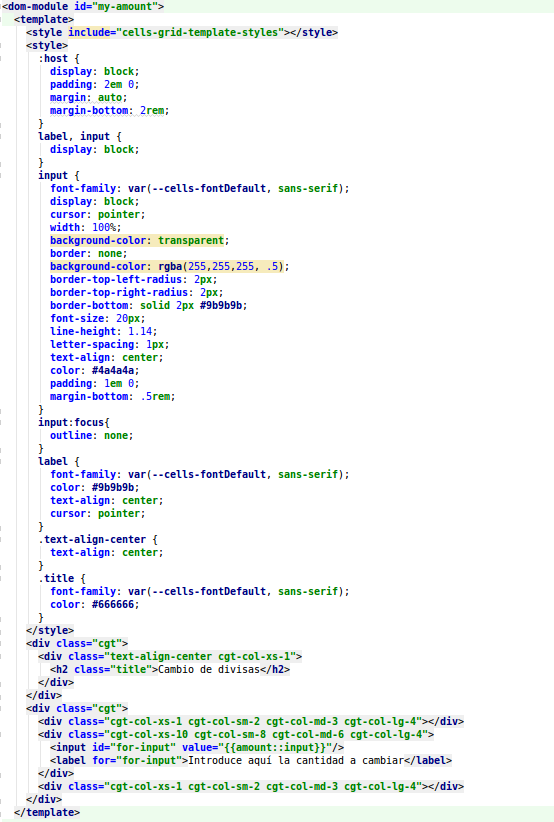 <dom-module id="my-amount">
<template>
<style include="cells-grid-template-styles"></style>
<style>
:host {
display: block;
padding: 2em 0;
margin: auto;
margin-bottom: 2rem;
}
label, input {
display: block;
}
input {
font-family: var(--cells-fontDefault, sans-serif);
display: block;
cursor: pointer;
width: 100%;
background-color: transparent;
border: none;
background-color: rgba(255,255,255, .5);
border-top-left-radius: 2px;
border-top-right-radius: 2px;
border-bottom: solid 2px #9b9b9b;
font-size: 20px;
line-height: 1.14;
letter-spacing: 1px;
text-align: center;
color: #4a4a4a;
padding: 1em 0;
margin-bottom: .5rem;
}
input:focus{
outline: none;
}
label {
font-family: var(--cells-fontDefault, sans-serif);
color: #9b9b9b;
text-align: center;
cursor: pointer;
}
.text-align-center {
text-align: center;
}
.title {
font-family: var(--cells-fontDefault, sans-serif);
color: #666666;
}
</style>
<div class="cgt">
<div class="text-align-center cgt-col-xs-1">
<h2 class="title">Cambio de divisas</h2>
</div>
</div>
<div class="cgt">
<div class="cgt-col-xs-1 cgt-col-sm-2 cgt-col-md-3 cgt-col-lg-4"></div>
<div class="cgt-col-xs-10 cgt-col-sm-8 cgt-col-md-6 cgt-col-lg-4">
<input id="for-input" value="{{amount::input}}"/>
<label for="for-input">Introduce aquí la cantidad a cambiar</label>
</div>
<div class="cgt-col-xs-1 cgt-col-sm-2 cgt-col-md-3 cgt-col-lg-4"></div>
</div>
</template>